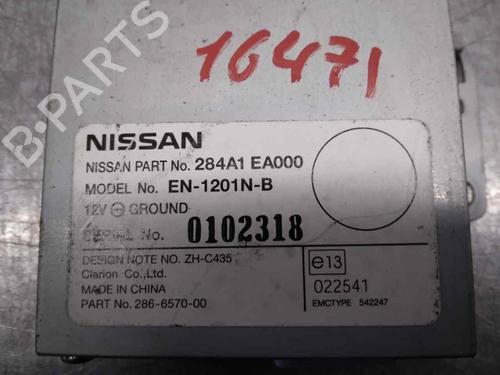 16471
B-PARTS
NISSAN
NISSAN PART No. 284A1 EA000
MODEL No. EN-1201N-B
12V ⊖ GROUND
SERIAL No. 0102318
DESIGN NOTE NO. ZH-C435
Clarion Co., Ltd.
MADE IN CHINA
PART No. 286-6570-00
e13
022541
EMCTYPE 542247